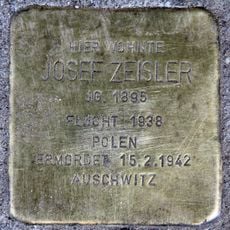 HIER WOHNTE
JOSEF ZEISLER
JG. 1895
FLUCHT 1938
POLEN
ERMORDET 15.2.1942
AUSCHWITZ